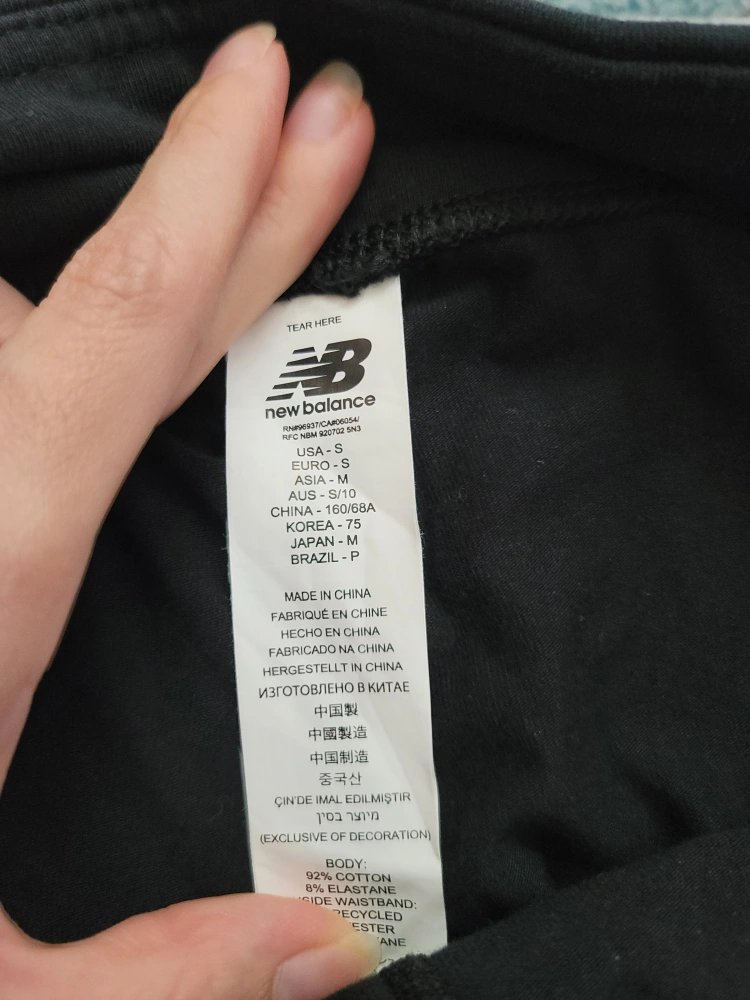 TEAR HERE
NB
new balance
RN#96937/CA#06054/
RFC NBM 920702 5N3
USA - S
EURO - S
ASIA - M
AUS - S/10
CHINA - 160/68A
KOREA - 75
JAPAN - M
BRAZIL - P
MADE IN CHINA
FABRIQUÉ EN CHINE
HECHO EN CHINA
FABRICADO NA CHINA
HERGESTELLT IN CHINA
ИЗГОТОВЛЕНО В КИТАЕ
中国製
中國製造
中国制造
중국산
ÇIN'DE IMAL EDILMIŞTIR
מיוצר בסין
(EXCLUSIVE OF DECORATION)
BODY:
92% COTTON
8% ELASTANE
WAISTBAND:
RECYCLED